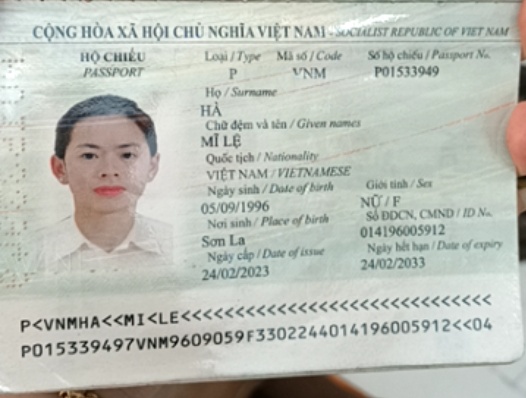 CỘNG HÒA XÃ HỘI CHỦ NGHĨA VIỆT NAM - SOCIALIST REPUBLIC OF VIET NAM
HỘ CHIẾU
PASSPORT
Loại / Type Mã số / Code Số hộ chiếu / Passport No.
P VNM P01533949
Họ / Surname
HÀ
Chữ đệm và tên / Given names
MĨ LỆ
Quốc tịch / Nationality
VIỆT NAM / VIETNAMESE
Ngày sinh / Date of birth Giới tính / Sex
05/09/1996 NỮ / F
Nơi sinh / Place of birth Số ĐDCN, CMND / ID No.
Sơn La 014196005912
Ngày cấp / Date of issue Ngày hết hạn / Date of expiry
24/02/2023 24/02/2033
P<VNMHA<<MI<LE<<<<<<<<<<<<<<<<<<<<<<<<<<<<<<
P015339497VNM9609059F3302244014196005912<<04